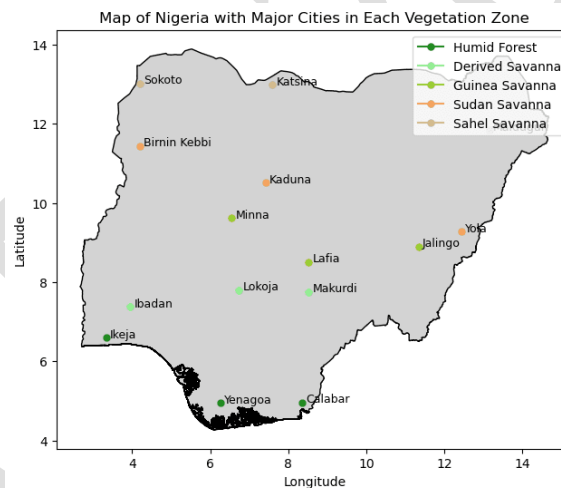 Map of Nigeria with Major Cities in Each Vegetation Zone
Humid Forest
Derived Savanna
Guinea Savanna
Sudan Savanna
Sahel Savanna
Sokoto
Katsina
Birnin Kebbi
Kaduna
Minna
Yola
Jalingo
Lafia
Lokoja
Makurdi
Ibadan
Ikeja
Yenagoa
Calabar
14
12
10
8
6
4
Latitude
4
6
8
10
12
14
Longitude